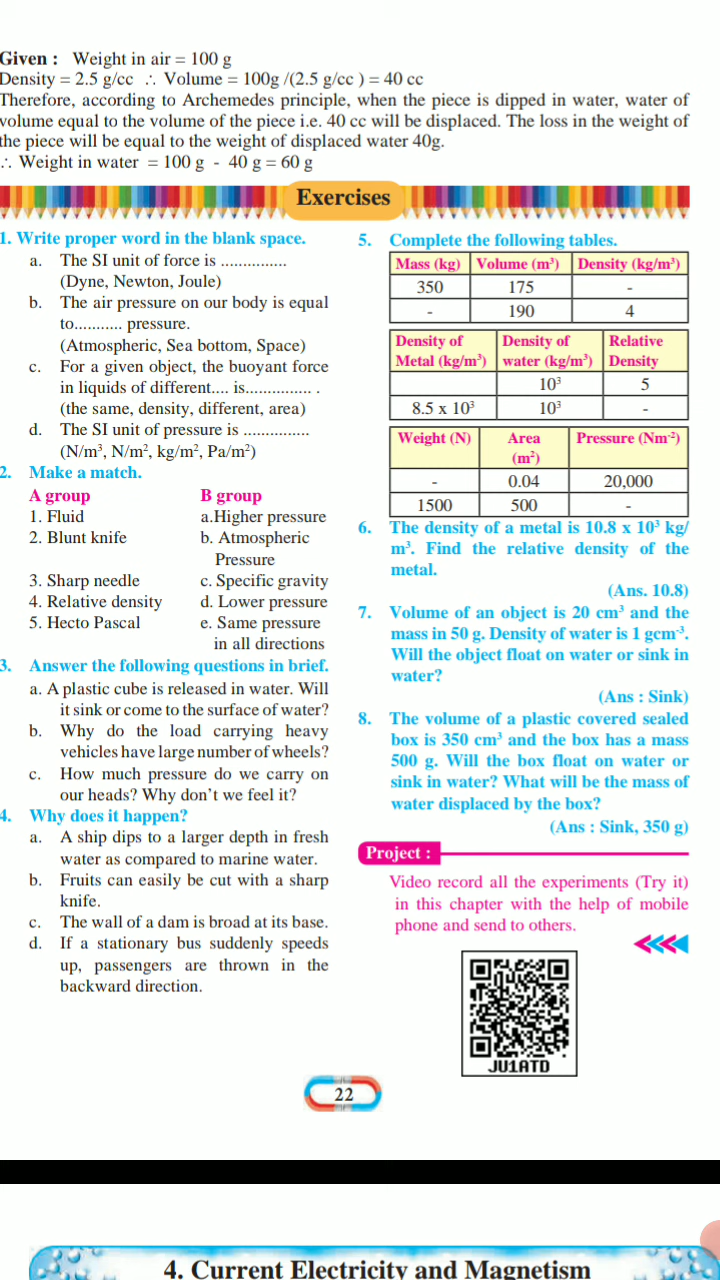 Given : Weight in air = 100 g
Density = 2.5 g/cc ∴ Volume = 100g /(2.5 g/cc ) = 40 cc
Therefore, according to Archemedes principle, when the piece is dipped in water, water of
volume equal to the volume of the piece i.e. 40 cc will be displaced. The loss in the weight of
the piece will be equal to the weight of displaced water 40g.
∴ Weight in water = 100 g - 40 g = 60 g
Exercises
1. Write proper word in the blank space.
a. The SI unit of force is ...............
(Dyne, Newton, Joule)
b. The air pressure on our body is equal
to........... pressure.
(Atmospheric, Sea bottom, Space)
c. For a given object, the buoyant force
in liquids of different.... is............... .
(the same, density, different, area)
d. The SI unit of pressure is ...............
(N/m³, N/m², kg/m², Pa/m²)
2. Make a match.
A group B group
1. Fluid a.Higher pressure
2. Blunt knife b. Atmospheric
Pressure
3. Sharp needle c. Specific gravity
4. Relative density d. Lower pressure
5. Hecto Pascal e. Same pressure
in all directions
3. Answer the following questions in brief.
a. A plastic cube is released in water. Will
it sink or come to the surface of water?
b. Why do the load carrying heavy
vehicles have large number of wheels?
c. How much pressure do we carry on
our heads? Why don't we feel it?
4. Why does it happen?
a. A ship dips to a larger depth in fresh
water as compared to marine water.
b. Fruits can easily be cut with a sharp
knife.
c. The wall of a dam is broad at its base.
d. If a stationary bus suddenly speeds
up, passengers are thrown in the
backward direction.
5. Complete the following tables.
Mass (kg) Volume (m³) Density (kg/m³)
350 175 -
- 190 4
Density of Density of Relative
Metal (kg/m³) water (kg/m³) Density
10³ 5
8.5 x 10³ 10³ -
Weight (N) Area Pressure (Nm⁻²)
(m²)
- 0.04 20,000
1500 500 -
6. The density of a metal is 10.8 x 10³ kg/
m³. Find the relative density of the
metal.
(Ans. 10.8)
7. Volume of an object is 20 cm³ and the
mass in 50 g. Density of water is 1 gcm⁻³.
Will the object float on water or sink in
water?
(Ans : Sink)
8. The volume of a plastic covered sealed
box is 350 cm³ and the box has a mass
500 g. Will the box float on water or
sink in water? What will be the mass of
water displaced by the box?
(Ans : Sink, 350 g)
Project :
Video record all the experiments (Try it)
in this chapter with the help of mobile
phone and send to others.
JU1ATD
22
4. Current Electricity and Magnetism